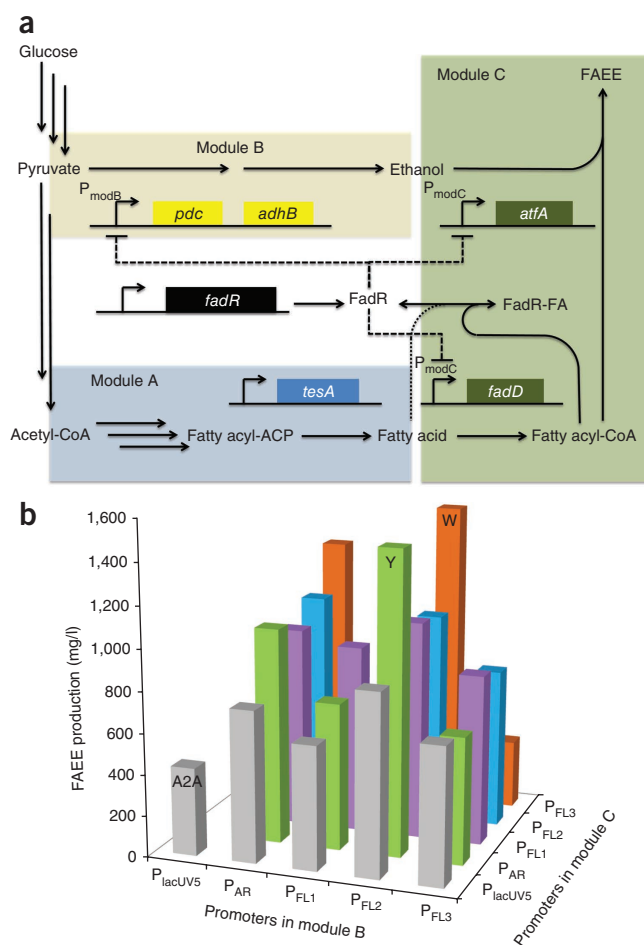 a
Glucose
Module C
FAEE
Module B
Pyruvate
Ethanol
PmodB
PmodC
pdc
adhB
atfA
fadR
FadR
FadR-FA
Module A
PmodC
tesA
fadD
Acetyl-CoA
Fatty acyl-ACP
Fatty acid
Fatty acyl-CoA
b
FAEE production (mg/l)
1,600
1,400
1,200
1,000
800
600
400
200
0
A2A
Y
W
PlacUV5
PAR
PFL1
PFL2
PFL3
Promoters in module B
PlacUV5
PAR
PFL1
PFL2
PFL3
Promoters in module C